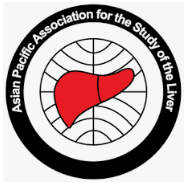 Asian Pacific Association for the Study of the Liver